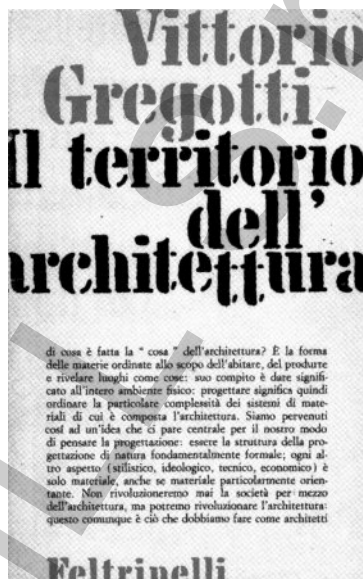 Vittorio
Gregotti
Il territorio
dell'
architettura
di cosa è fatta la " cosa " dell'architettura? È la forma
delle materie ordinate allo scopo dell'abitare, del produrre
e rivelare luoghi come cose: suo compito è dare signifi-
cato all'intero ambiente fisico: progettare significa quindi
ordinare la particolare complessità dei sistemi di mate-
riali di cui è composta l'architettura. Siamo pervenuti
così ad un'idea che ci pare centrale per il nostro modo
di pensare la progettazione: essere la struttura della pro-
gettazione di natura fondamentalmente formale; ogni al-
tro aspetto (stilistico, ideologico, tecnico, economico) è
solo materiale, anche se materiale particolarmente orien-
tante. Non rivoluzioneremo mai la società per mezzo
dell'architettura, ma potremo rivoluzionare l'architettura:
questo comunque è ciò che dobbiamo fare come architetti
Feltrinelli